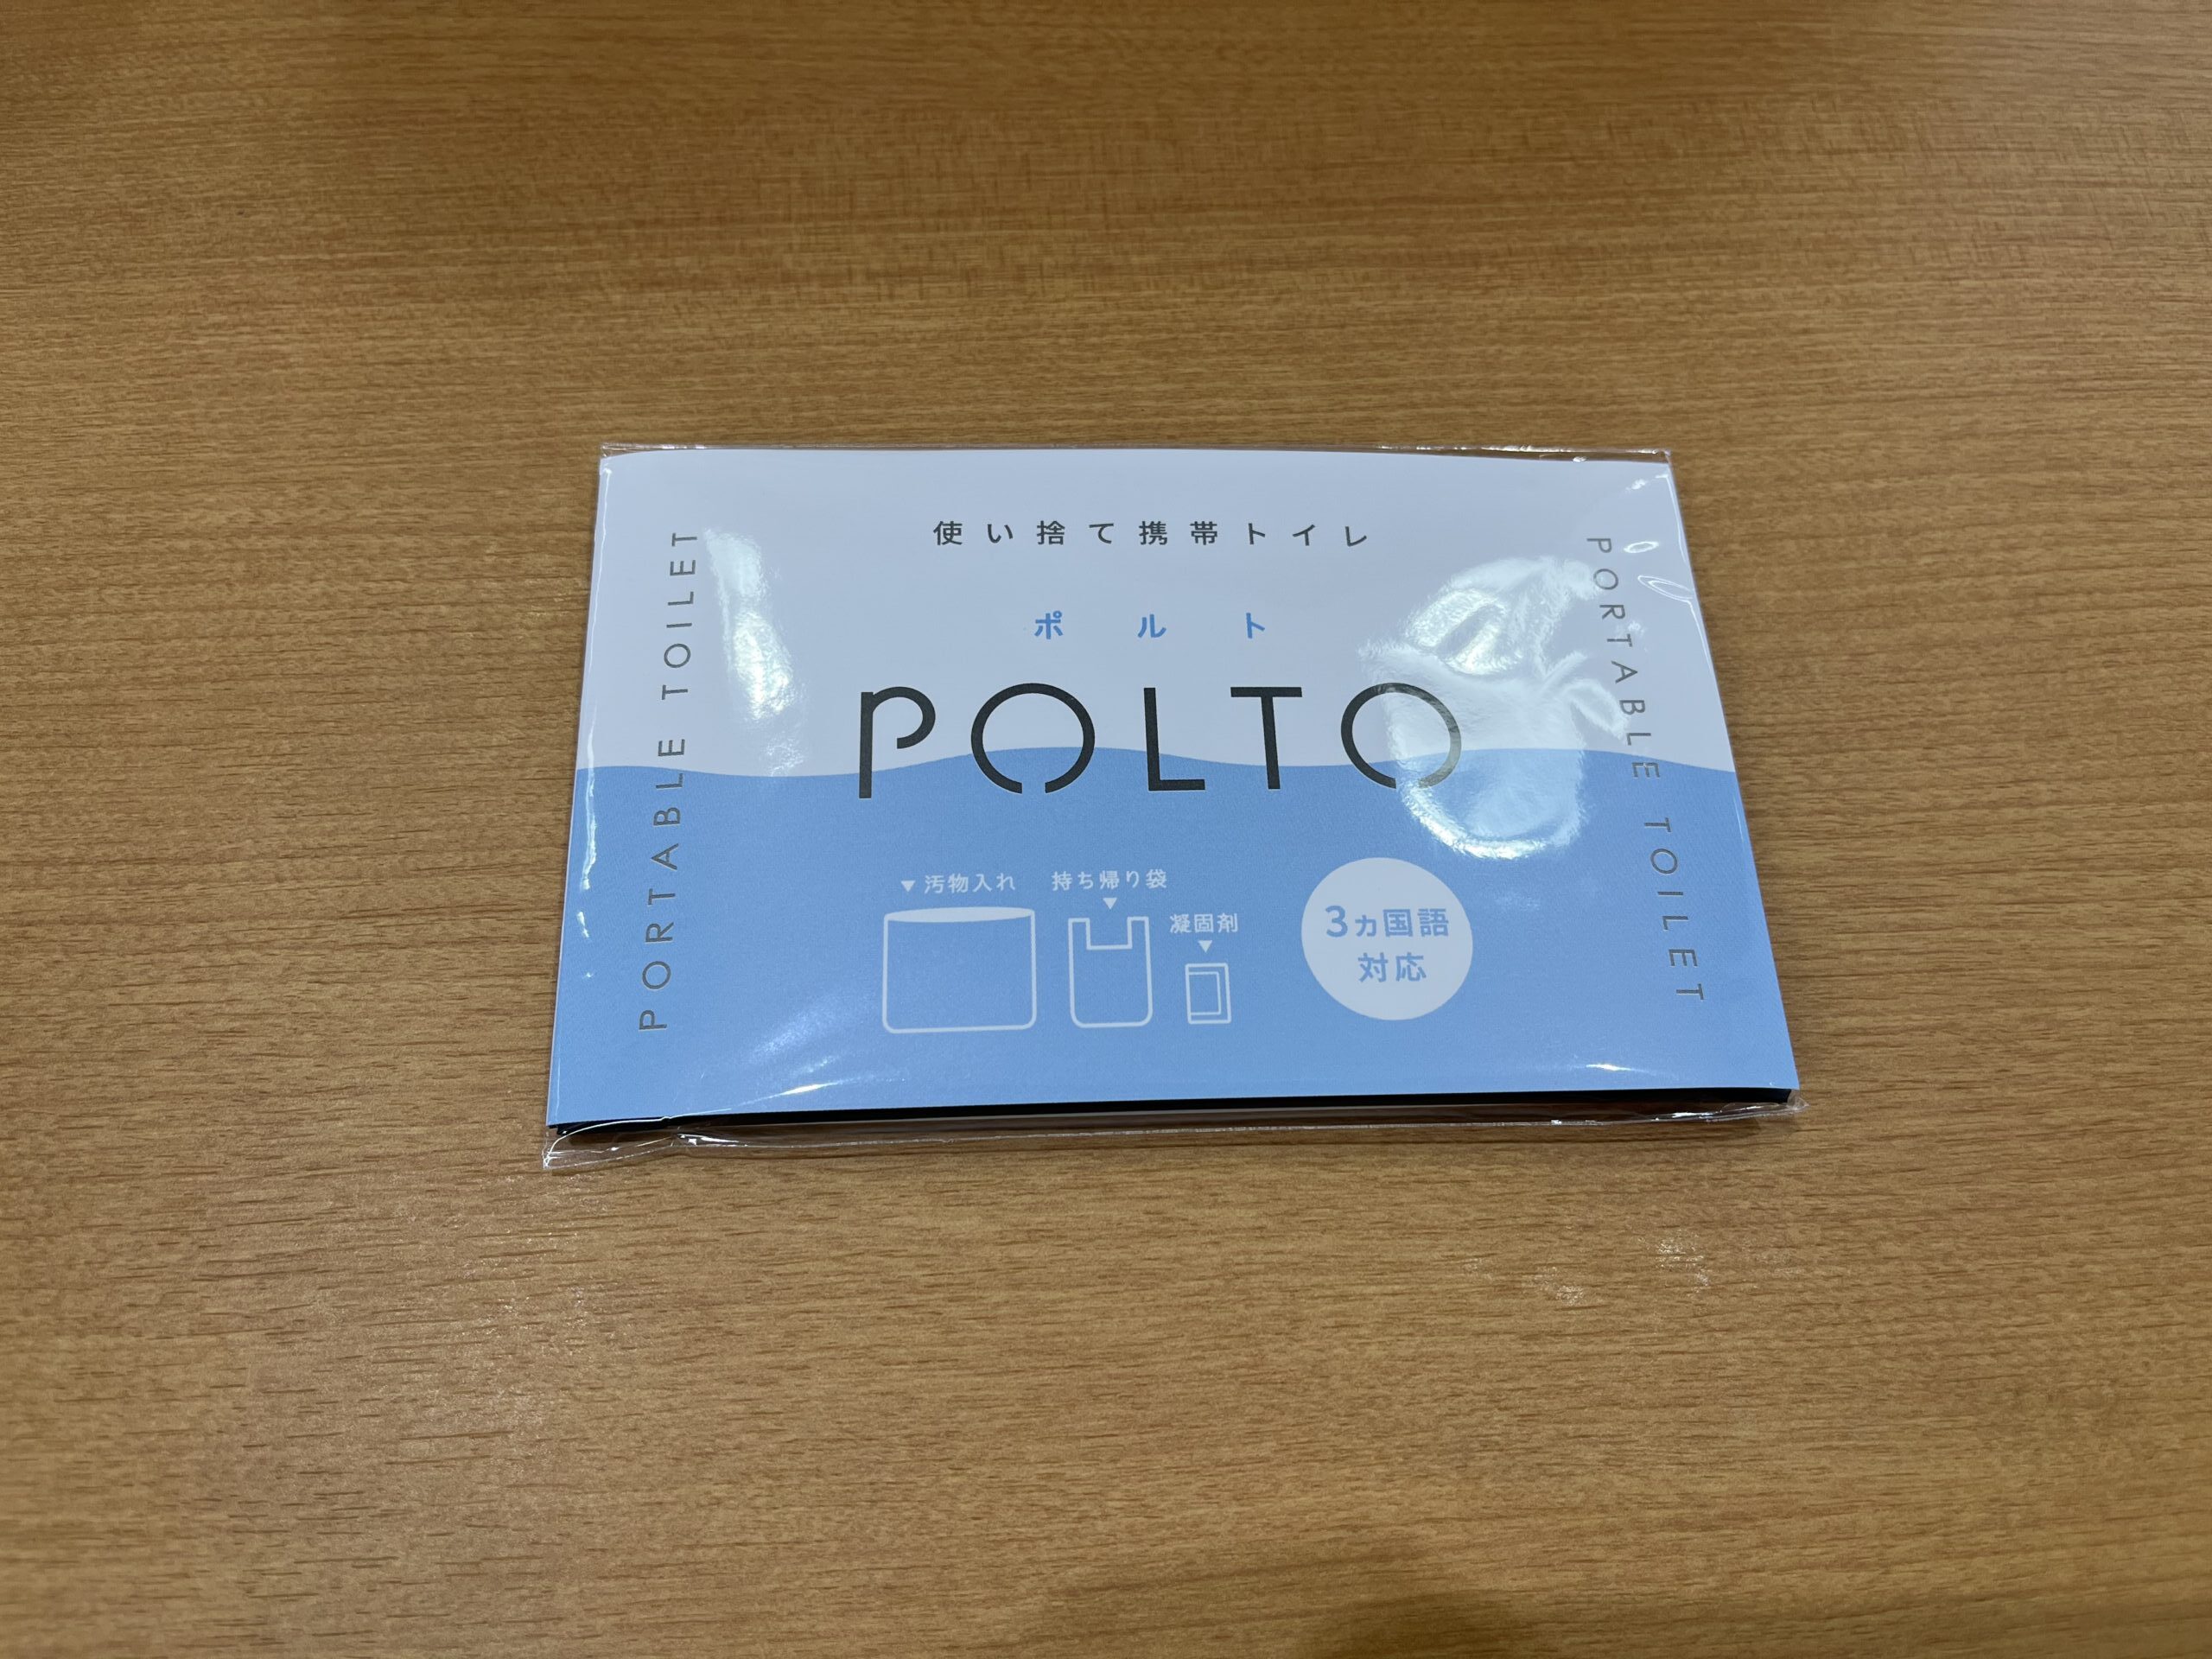 使い捨て携帯トイレ
ポルト
POLTO
PORTABLE TOILET
PORTABLE TOILET
▼汚物入れ
持ち帰り袋
▼
凝固剤
▼
3ヵ国語
対応